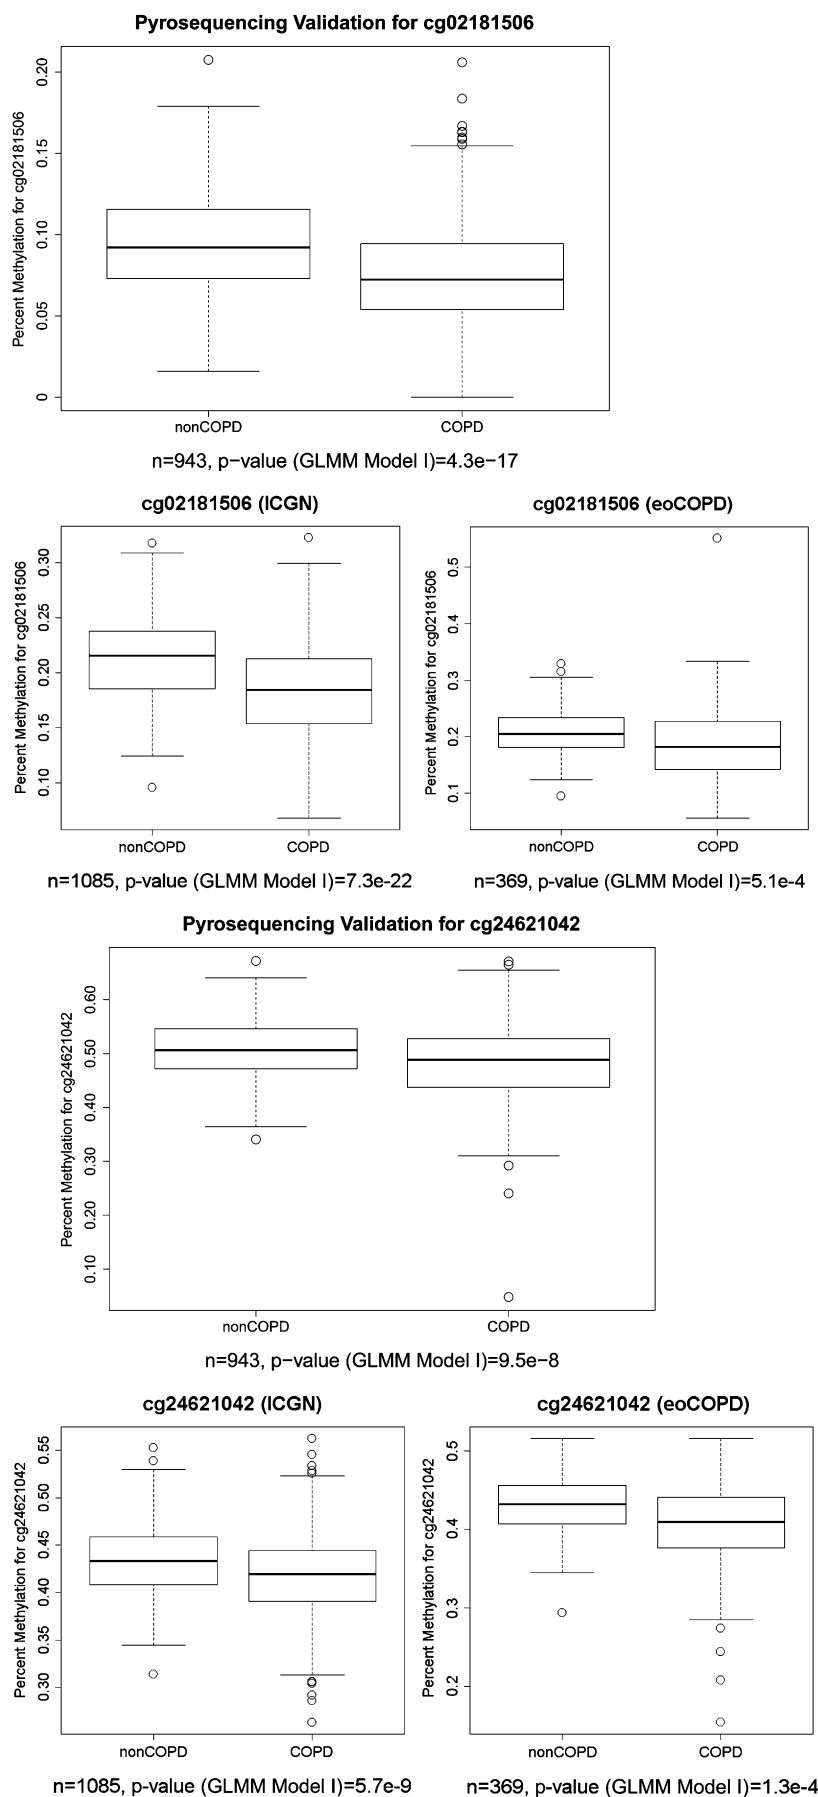 Pyrosequencing Validation for cg02181506
Percent Methylation for cg02181506
0.20
0.15
0.10
0.05
0
nonCOPD COPD
n=943, p−value (GLMM Model I)=4.3e−17
cg02181506 (ICGN)
Percent Methylation for cg02181506
0.30
0.25
0.20
0.15
0.10
nonCOPD COPD
n=1085, p-value (GLMM Model I)=7.3e-22
cg02181506 (eoCOPD)
Percent Methylation for cg02181506
0.5
0.4
0.3
0.2
0.1
nonCOPD COPD
n=369, p-value (GLMM Model I)=5.1e-4
Pyrosequencing Validation for cg24621042
Percent Methylation for cg24621042
0.60
0.50
0.40
0.30
0.20
0.10
nonCOPD COPD
n=943, p−value (GLMM Model I)=9.5e−8
cg24621042 (ICGN)
Percent Methylation for cg24621042
0.55
0.50
0.45
0.40
0.35
0.30
nonCOPD COPD
n=1085, p-value (GLMM Model I)=5.7e-9
cg24621042 (eoCOPD)
Percent Methylation for cg24621042
0.5
0.4
0.3
0.2
nonCOPD COPD
n=369, p-value (GLMM Model I)=1.3e-4